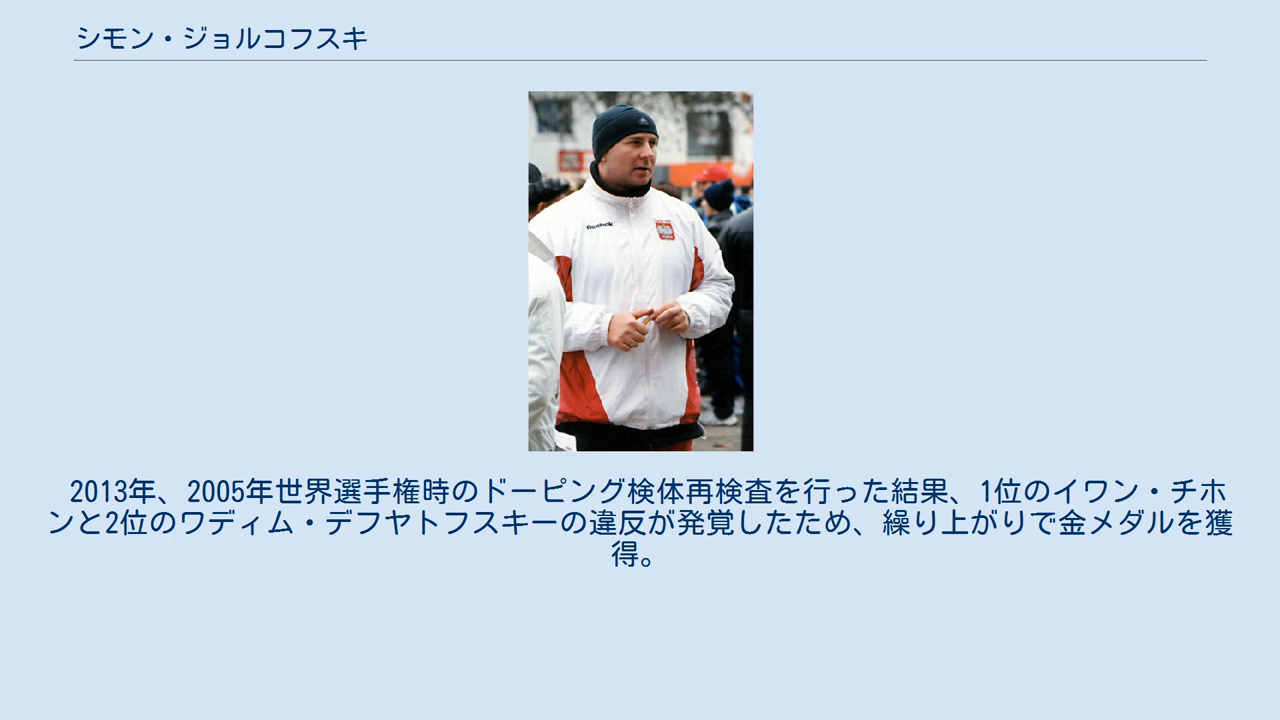 シモン・ジョルコフスキ
Reebok
2013年、2005年世界選手権時のドーピング検体再検査を行った結果、1位のイワン・チホ
ンと2位のワディム・デフヤトフスキーの違反が発覚したため、繰り上がりで金メダルを獲
得。